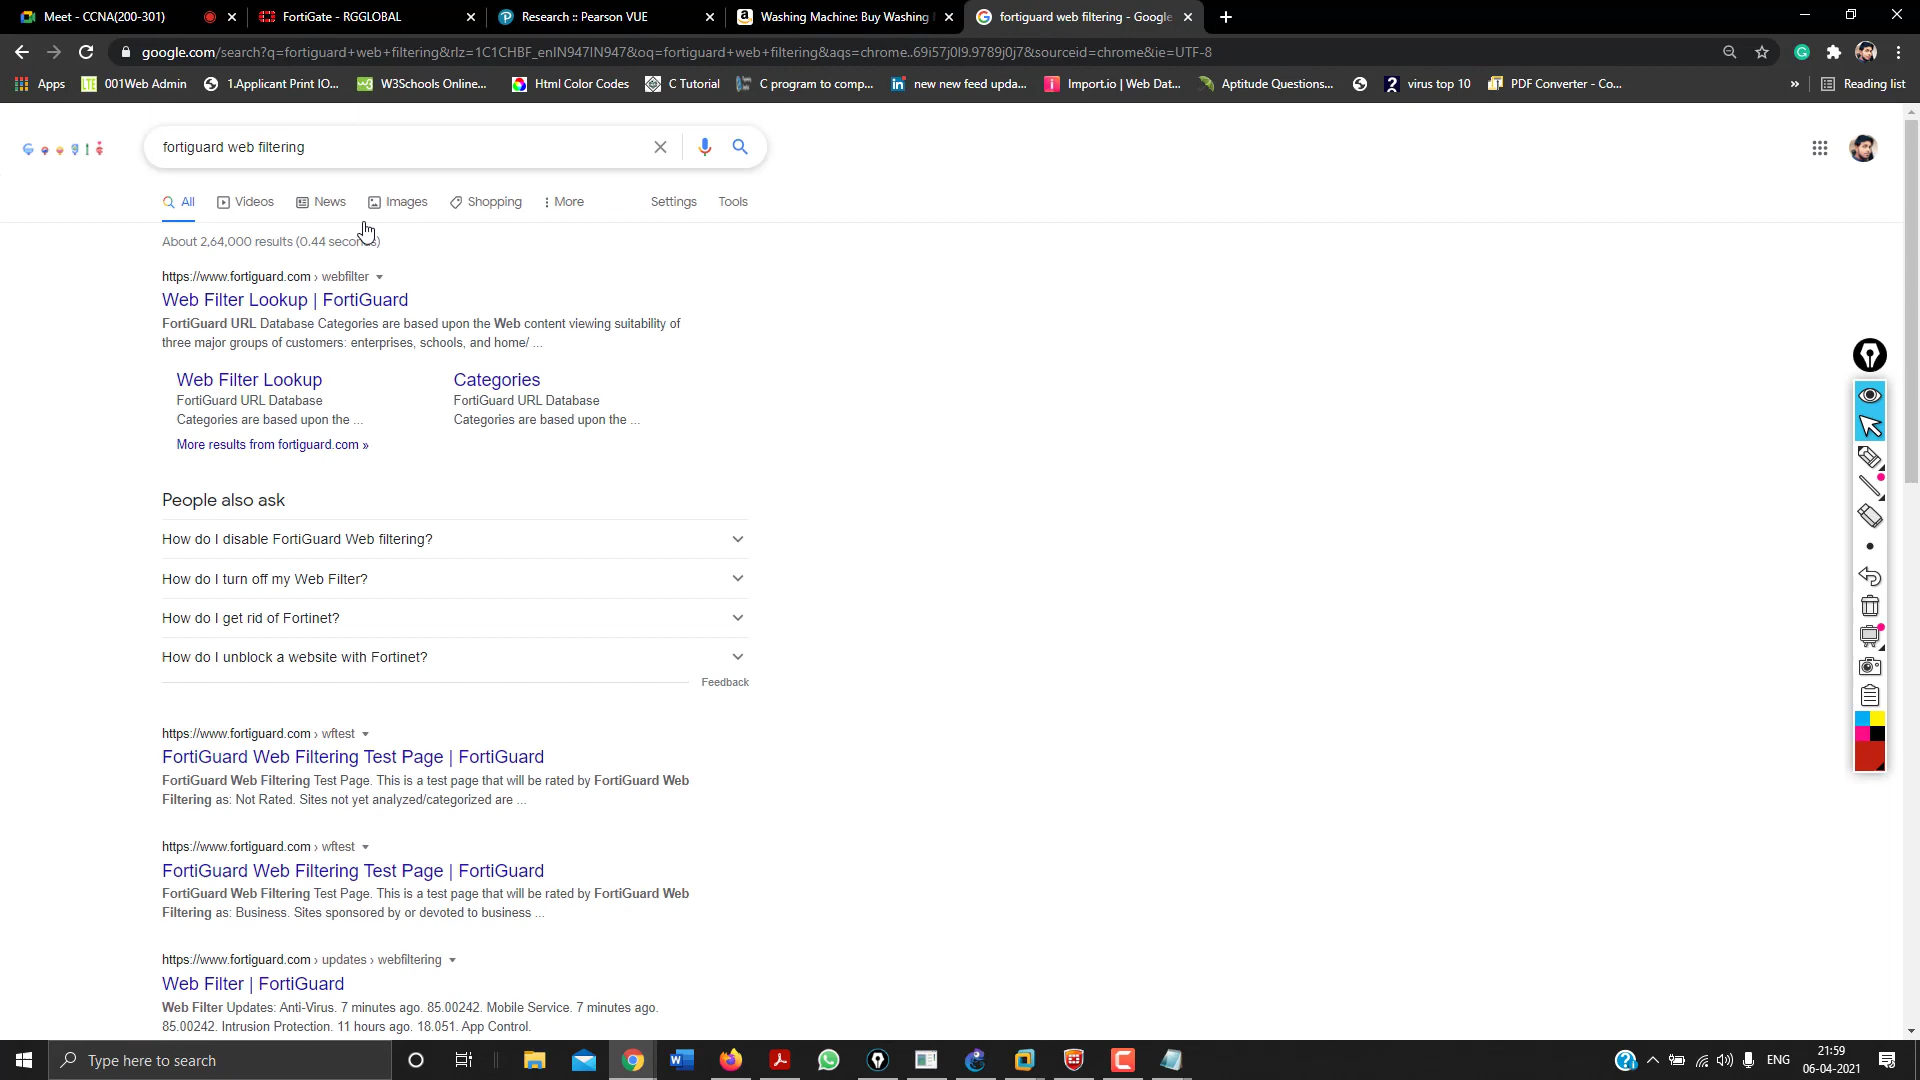 Meet - CCNA(200-301)
FortiGate - RGGLOBAL
Research :: Pearson VUE
Washing Machine: Buy Washing
fortiguard web filtering - Google
google.com/search?q=fortiguard+web+filtering&rlz=1C1CHBF_enIN947IN947&oq=fortiguard+web+filtering&aqs=chrome..69i57j0l9.9789j0j7&sourceid=chrome&ie=UTF-8
Apps
001Web Admin
1.Applicant Print IO...
W3Schools Online...
Html Color Codes
C Tutorial
C program to comp...
new new feed upda...
Import.io | Web Dat...
Aptitude Questions...
virus top 10
PDF Converter - Co...
»
Reading list
fortiguard web filtering
All
Videos
News
Images
Shopping
More
Settings
Tools
About 2,64,000 results (0.44 seconds)
https://www.fortiguard.com › webfilter
Web Filter Lookup | FortiGuard
FortiGuard URL Database Categories are based upon the Web content viewing suitability of
three major groups of customers: enterprises, schools, and home/ ...
Web Filter Lookup
FortiGuard URL Database
Categories are based upon the ...
Categories
FortiGuard URL Database
Categories are based upon the ...
More results from fortiguard.com »
People also ask
How do I disable FortiGuard Web filtering?
How do I turn off my Web Filter?
How do I get rid of Fortinet?
How do I unblock a website with Fortinet?
Feedback
https://www.fortiguard.com › wftest
FortiGuard Web Filtering Test Page | FortiGuard
FortiGuard Web Filtering Test Page. This is a test page that will be rated by FortiGuard Web
Filtering as: Not Rated. Sites not yet analyzed/categorized are ...
https://www.fortiguard.com › wftest
FortiGuard Web Filtering Test Page | FortiGuard
FortiGuard Web Filtering Test Page. This is a test page that will be rated by FortiGuard Web
Filtering as: Business. Sites sponsored by or devoted to business ...
https://www.fortiguard.com › updates › webfiltering
Web Filter | FortiGuard
Web Filter Updates: Anti-Virus. 7 minutes ago. 85.00242. Mobile Service. 7 minutes ago.
85.00242. Intrusion Protection. 11 hours ago. 18.051. App Control.
Type here to search
ENG
21:59
06-04-2021